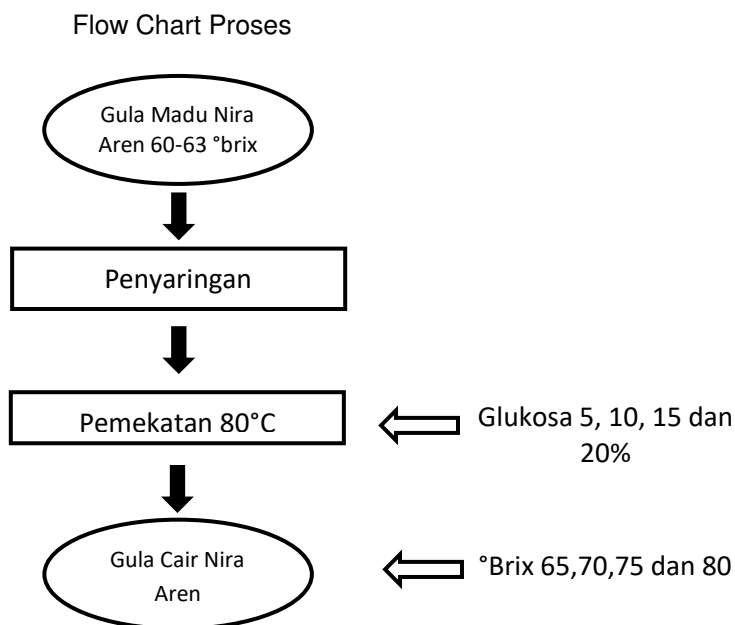 Flow Chart Proses
Gula Madu Nira
Aren 60-63 °brix
Penyaringan
Pemekatan 80°C
Glukosa 5, 10, 15 dan
20%
Gula Cair Nira
Aren
°Brix 65,70,75 dan 80